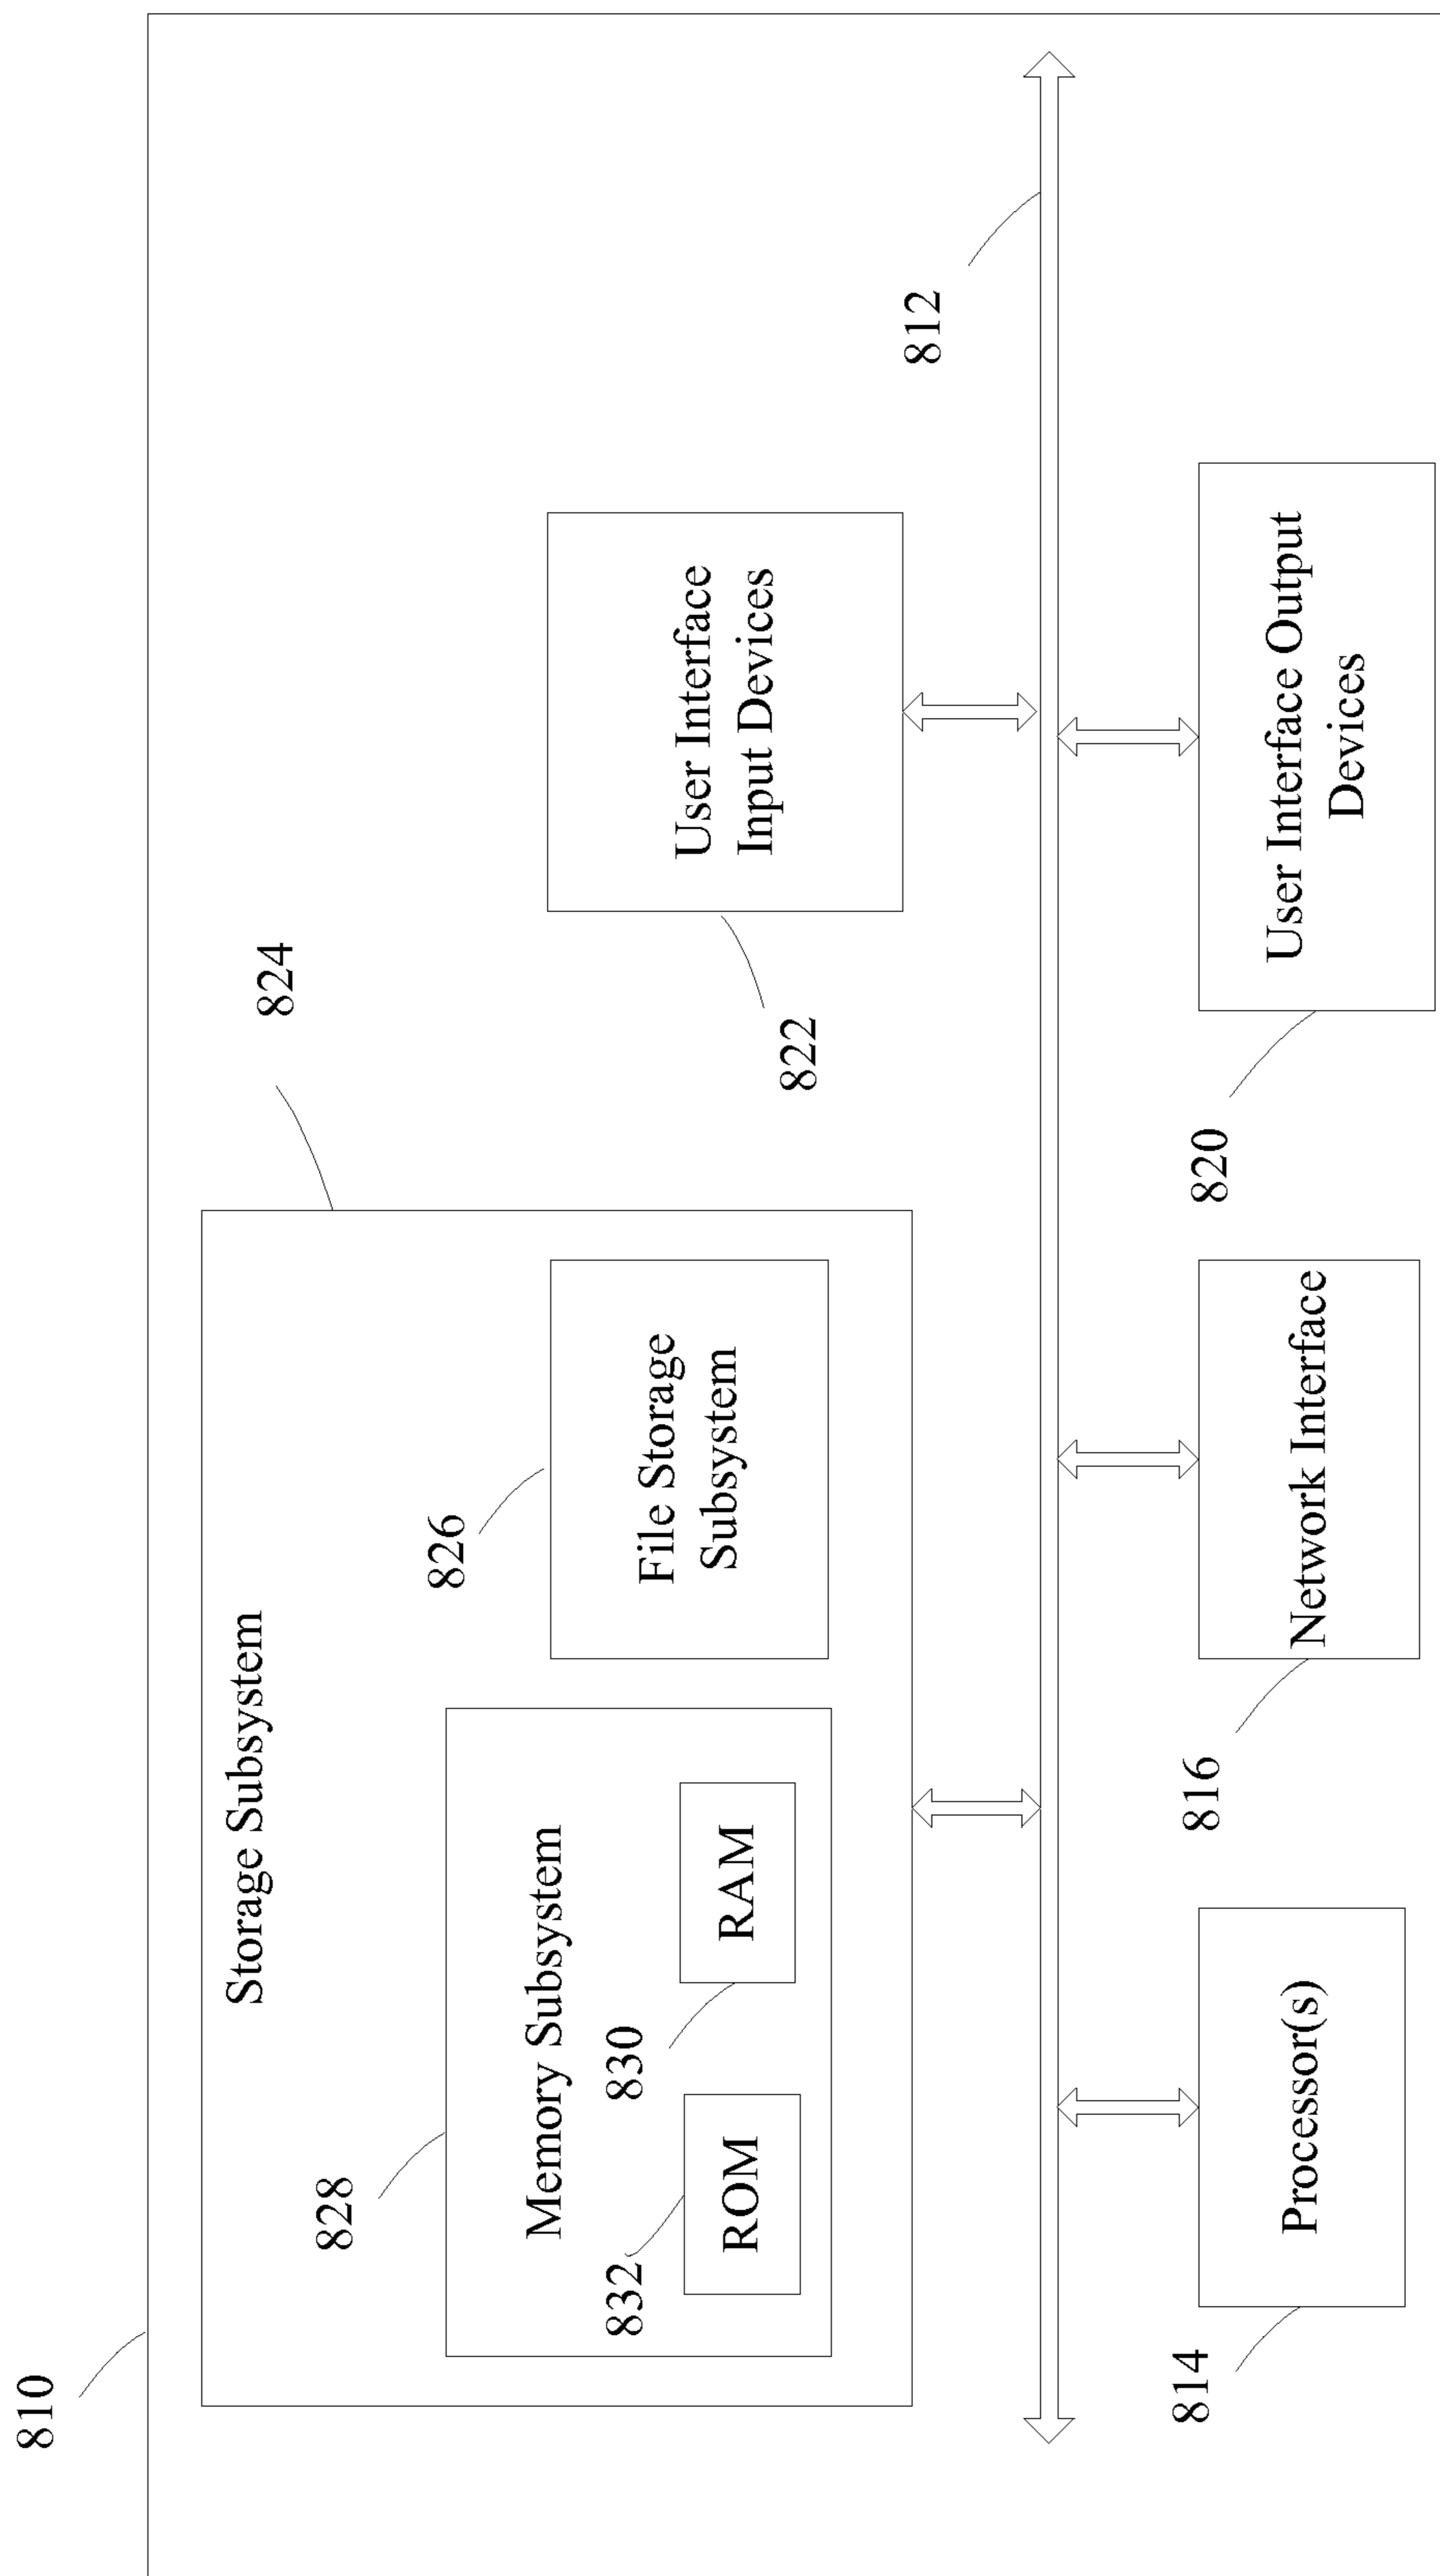 810
824
Storage Subsystem
828
826
Memory Subsystem
File Storage
Subsystem
832
830
ROM
RAM
822
User Interface
Input Devices
812
814
816
820
Processor(s)
Network Interface
User Interface Output
Devices